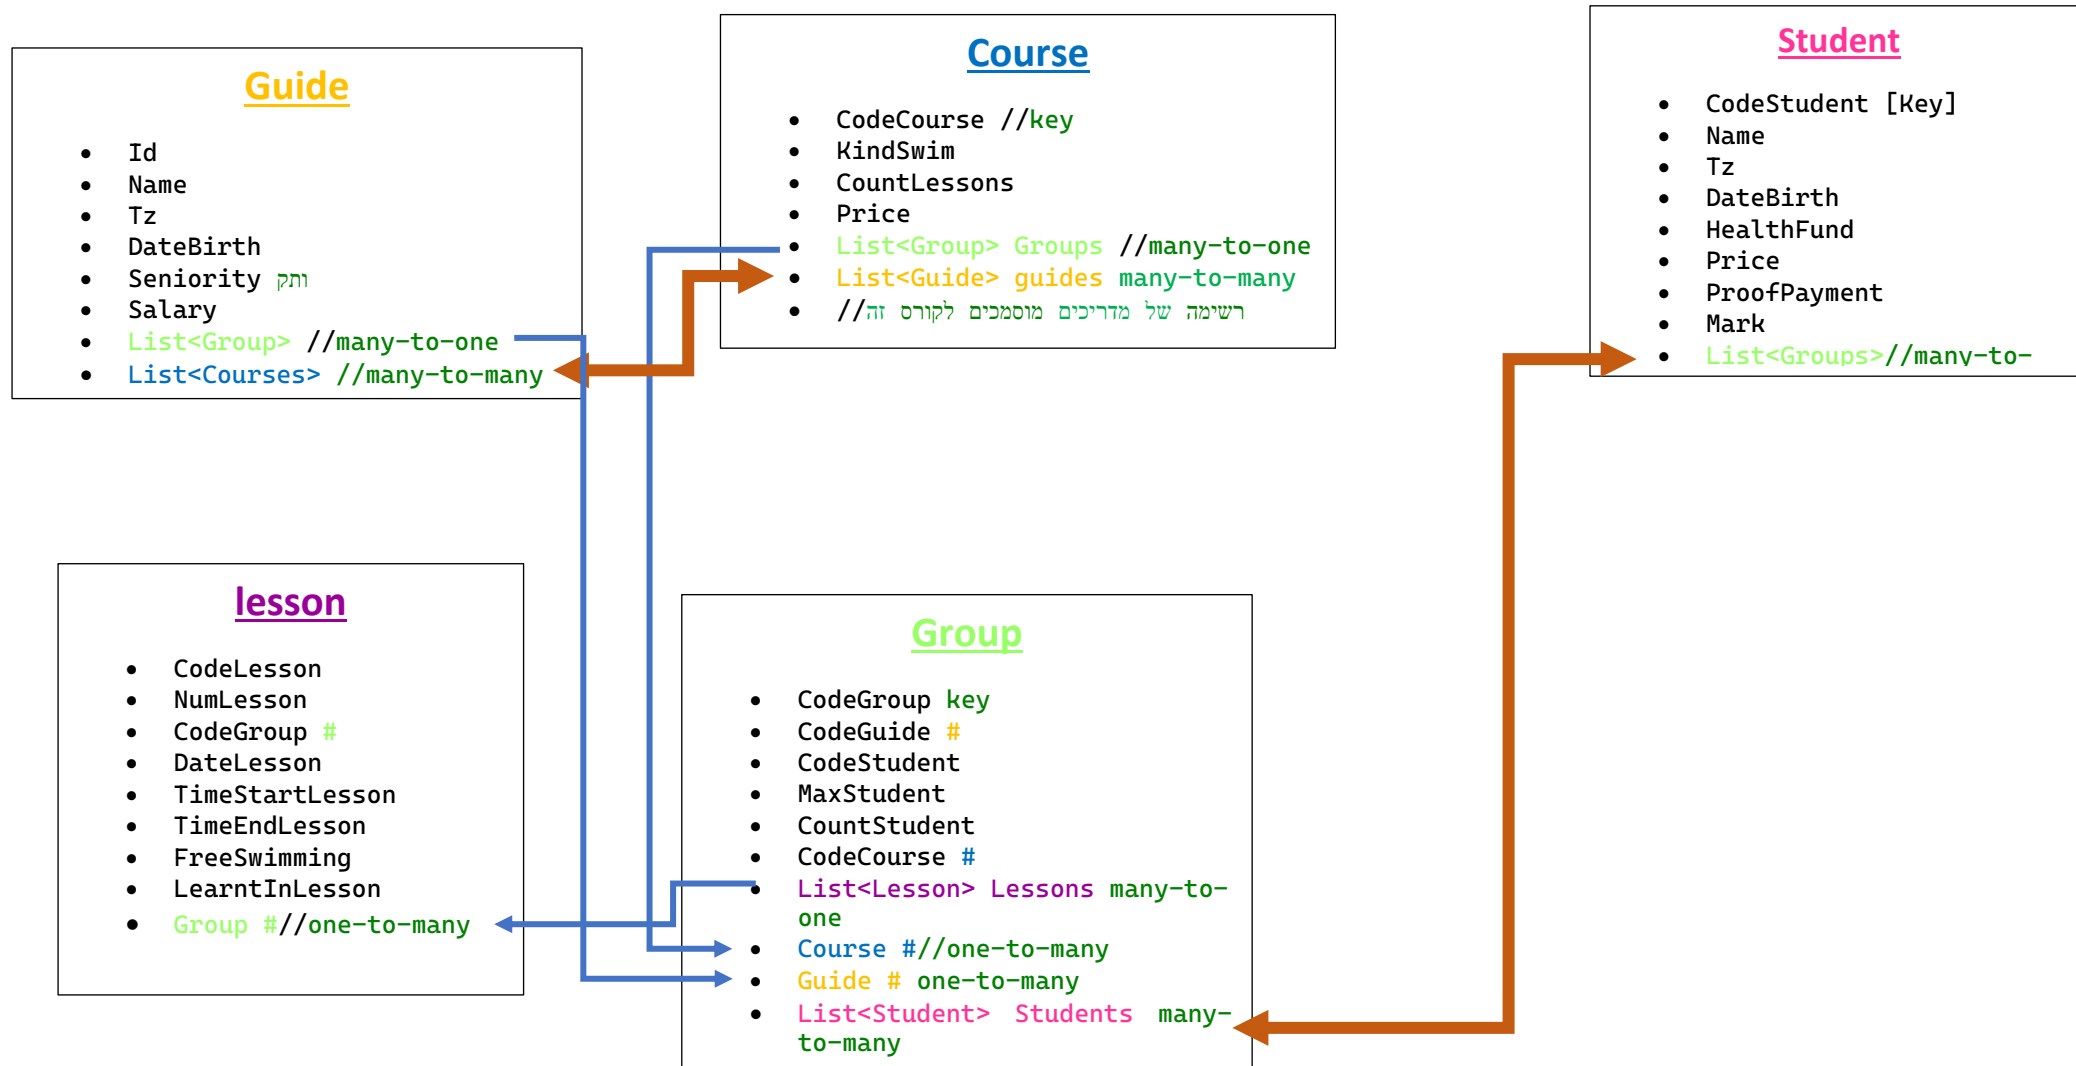 Guide
• Id
• Name
• Tz
• DateBirth
• Seniority ותק
• Salary
• List<Group> //many-to-one
• List<Courses> //many-to-many
Course
• CodeCourse //key
• KindSwim
• CountLessons
• Price
• List<Group> Groups //many-to-one
• List<Guide> guides many-to-many
• //רשימה של מדריכים מוסמכים לקורס זה
Student
• CodeStudent [Key]
• Name
• Tz
• DateBirth
• HealthFund
• Price
• ProofPayment
• Mark
• List<Groups>//many-to-
lesson
• CodeLesson
• NumLesson
• CodeGroup #
• DateLesson
• TimeStartLesson
• TimeEndLesson
• FreeSwimming
• LearntInLesson
• Group #//one-to-many
Group
• CodeGroup key
• CodeGuide #
• CodeStudent
• MaxStudent
• CountStudent
• CodeCourse #
• List<Lesson> Lessons many-to-
one
• Course #//one-to-many
• Guide # one-to-many
• List<Student> Students many-
to-many